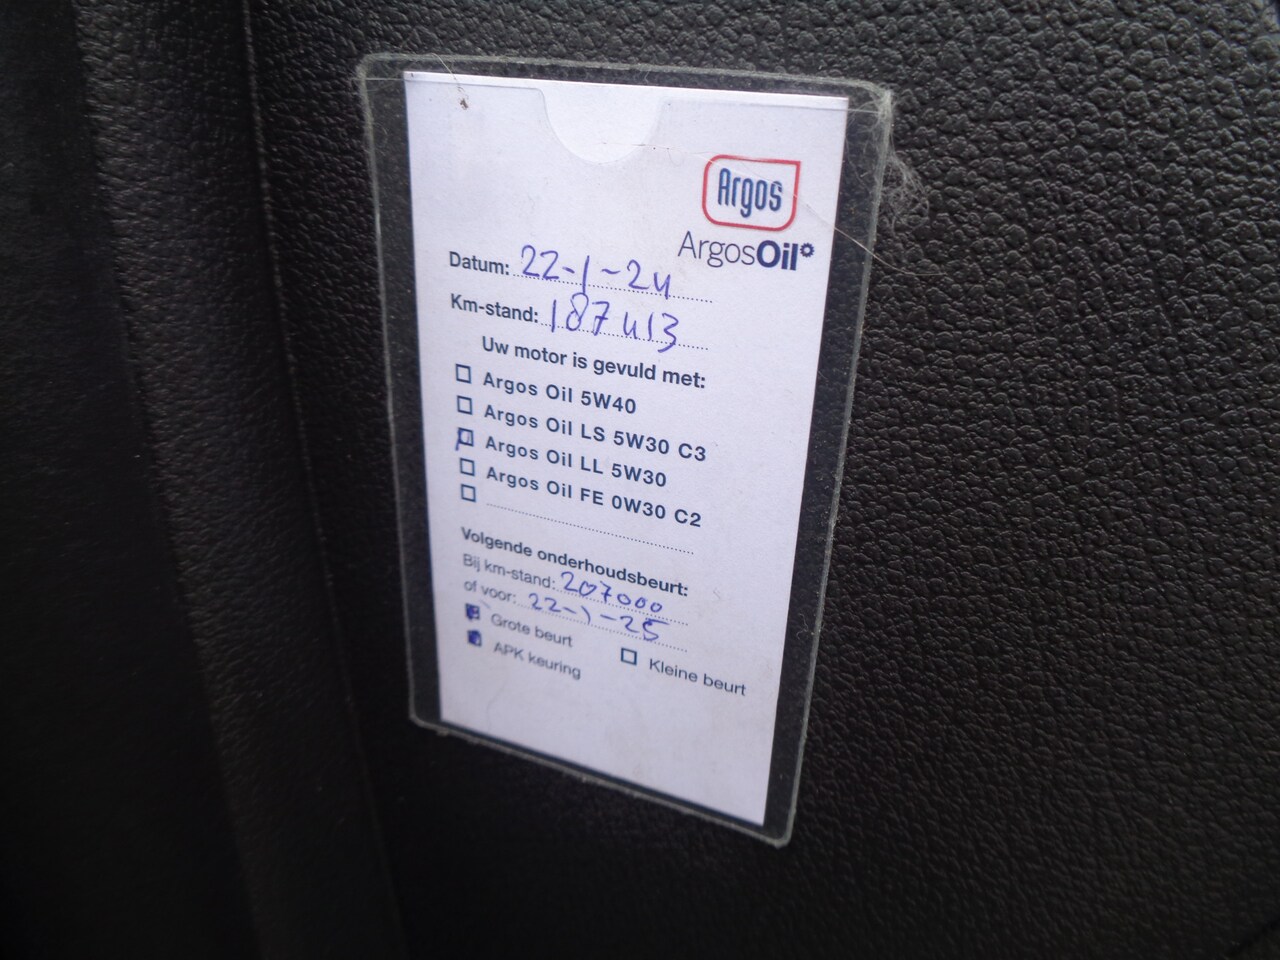 Argos
ArgosOil
Datum: 22-1-24
Km-stand: 187413
Uw motor is gevuld met:
Argos Oil 5W40
Argos Oil LS 5W30 C3
Argos Oil LL 5W30
Argos Oil FE 0W30 C2
Volgende onderhoudsbeurt:
Bij km-stand: 207000
of voor: 22-1-25
Grote beurt
Kleine beurt
APK keuring